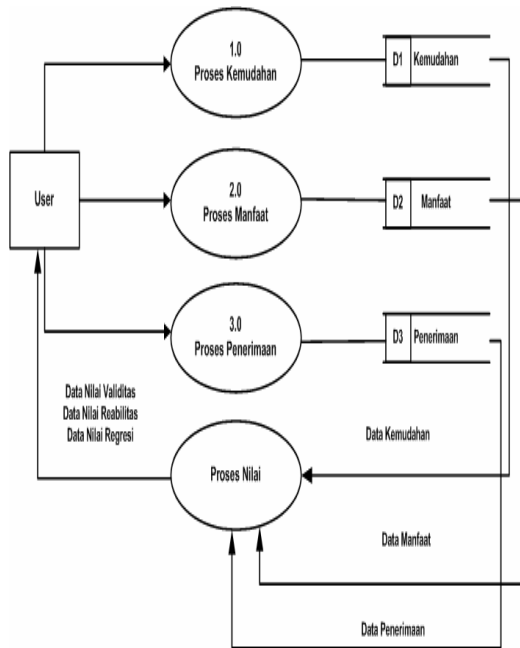 1.0
Proses Kemudahan
D1
Kemudahan
User
2.0
Proses Manfaat
D2
Manfaat
3.0
Proses Penerimaan
D3
Penerimaan
Data Nilai Validitas
Data Nilai Reabilitas
Data Nilai Regresi
Data Kemudahan
Proses Nilai
Data Manfaat
Data Penerimaan